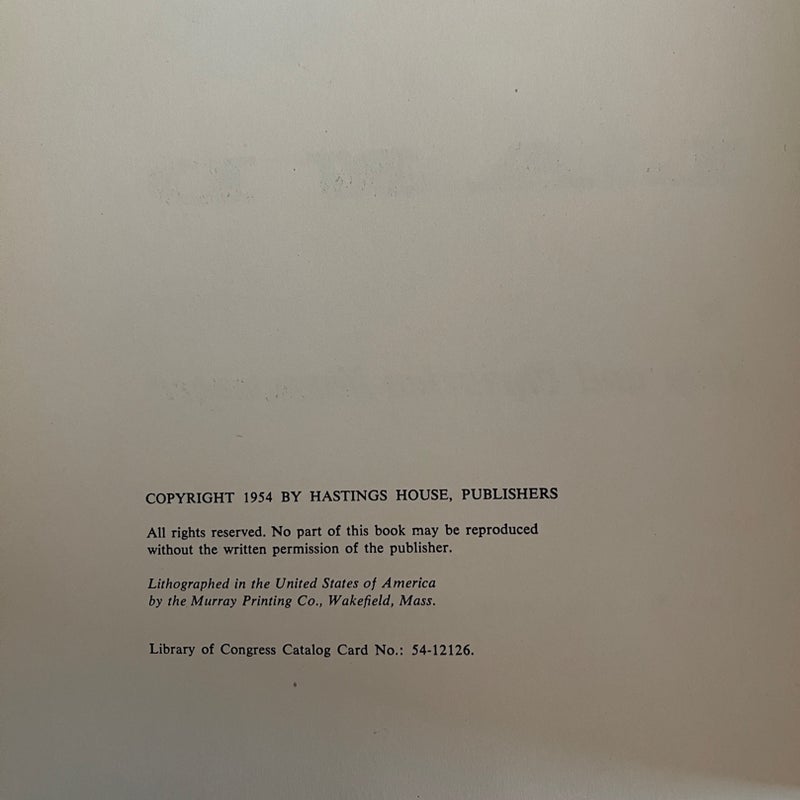 COPYRIGHT 1954 BY HASTINGS HOUSE, PUBLISHERS
All rights reserved. No part of this book may be reproduced
without the written permission of the publisher.
Lithographed in the United States of America
by the Murray Printing Co., Wakefield, Mass.
Library of Congress Catalog Card No.: 54-12126.